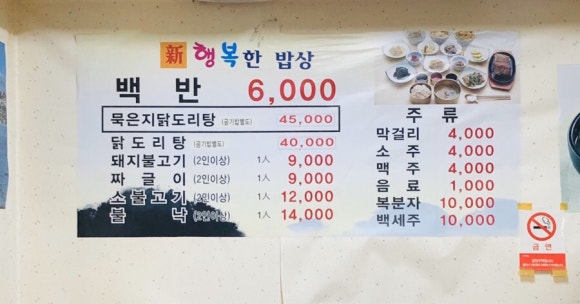 新 행복한 밥상
백 반 6,000
묵은지닭도리탕 (공기밥별도) 45,000
닭도리탕 (공기밥별도) 40,000
돼지불고기 (2인이상) 1人 9,000
짜글이 (2인이상) 1人 9,000
소불고기 (2인이상) 1人 12,000
불 낙 (2인이상) 1人 14,000
주 류
막걸리 4,000
소 주 4,000
맥 주 4,000
음 료 1,000
복분자 10,000
백세주 10,000
금 연